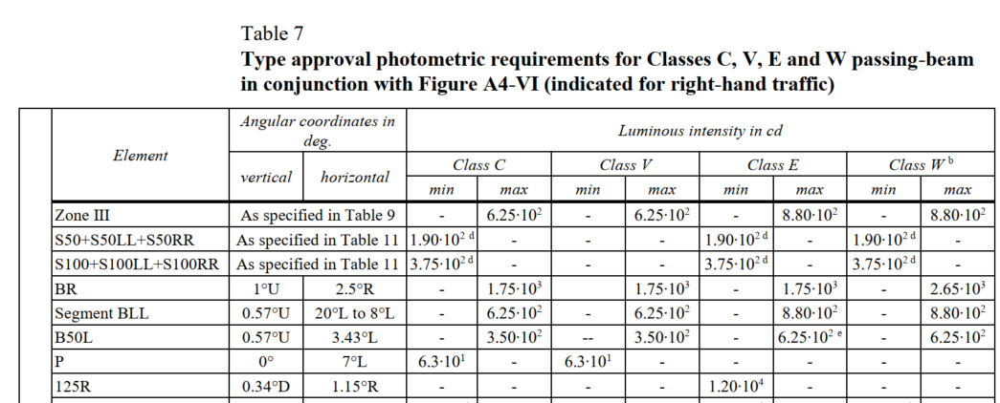 Table 7
Type approval photometric requirements for Classes C, V, E and W passing-beam
in conjunction with Figure A4-VI (indicated for right-hand traffic)
Element Angular coordinates in deg. Luminous intensity in cd
vertical horizontal Class C Class V Class E Class W ᵇ
min max min max min max min max
Zone III As specified in Table 9 - 6.25·10² - 6.25·10² - 8.80·10² - 8.80·10²
S50+S50LL+S50RR As specified in Table 11 1.90·10² ᵈ - - - 1.90·10² ᵈ - 1.90·10² ᵈ -
S100+S100LL+S100RR As specified in Table 11 3.75·10² ᵈ - - - 3.75·10² ᵈ - 3.75·10² ᵈ -
BR 1°U 2.5°R - 1.75·10³ 1.75·10³ - 1.75·10³ - 2.65·10³
Segment BLL 0.57°U 20°L to 8°L - 6.25·10² - 6.25·10² - 8.80·10² - 8.80·10²
B50L 0.57°U 3.43°L - 3.50·10² -- 3.50·10² - 6.25·10² ᵉ - 6.25·10²
P 0° 7°L 6.3·10¹ - 6.3·10¹ - - - - -
125R 0.34°D 1.15°R - - - - 1.20·10⁴ - - -